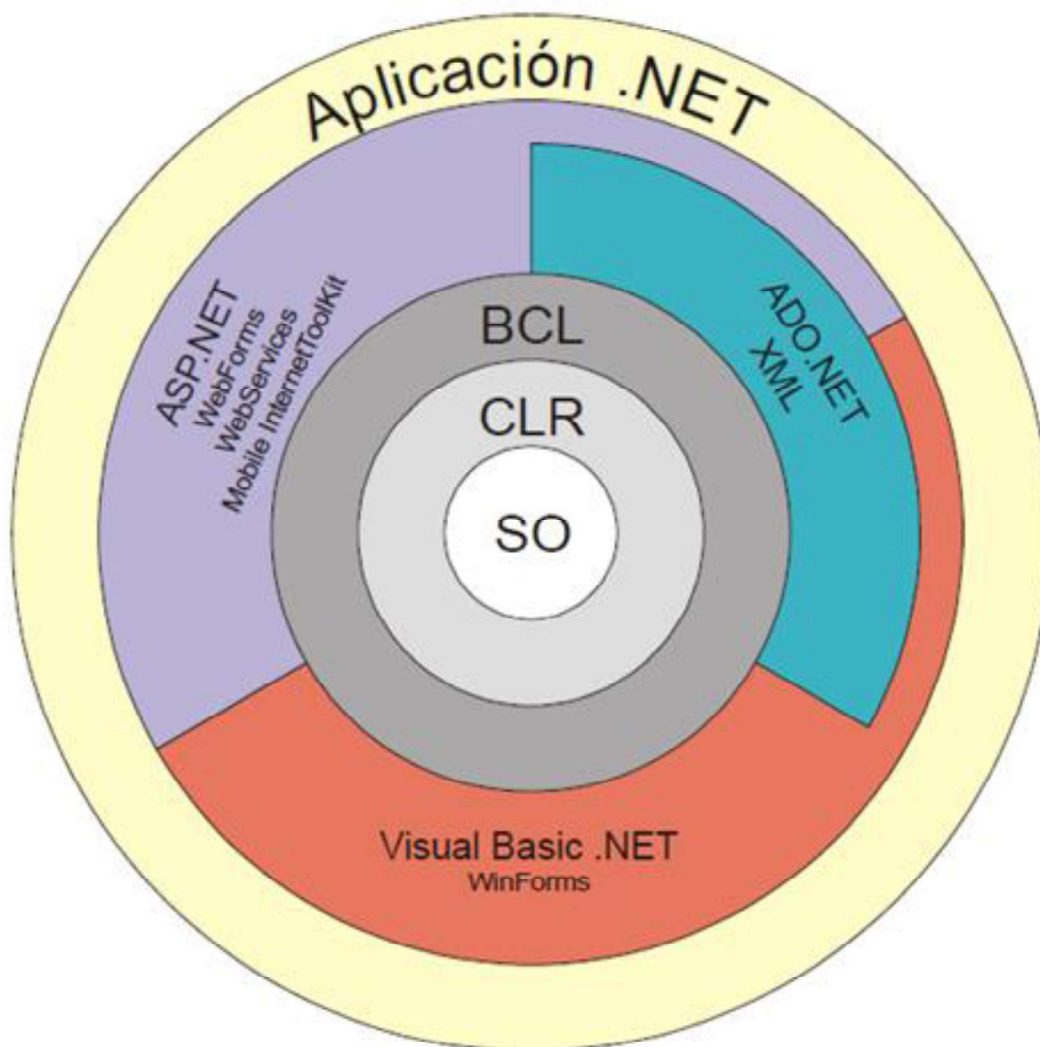 Aplicación .NET
ASP.NET
WebForms
WebServices
Mobile InternetToolKit
ADO.NET
XML
BCL
CLR
SO
Visual Basic .NET
WinForms